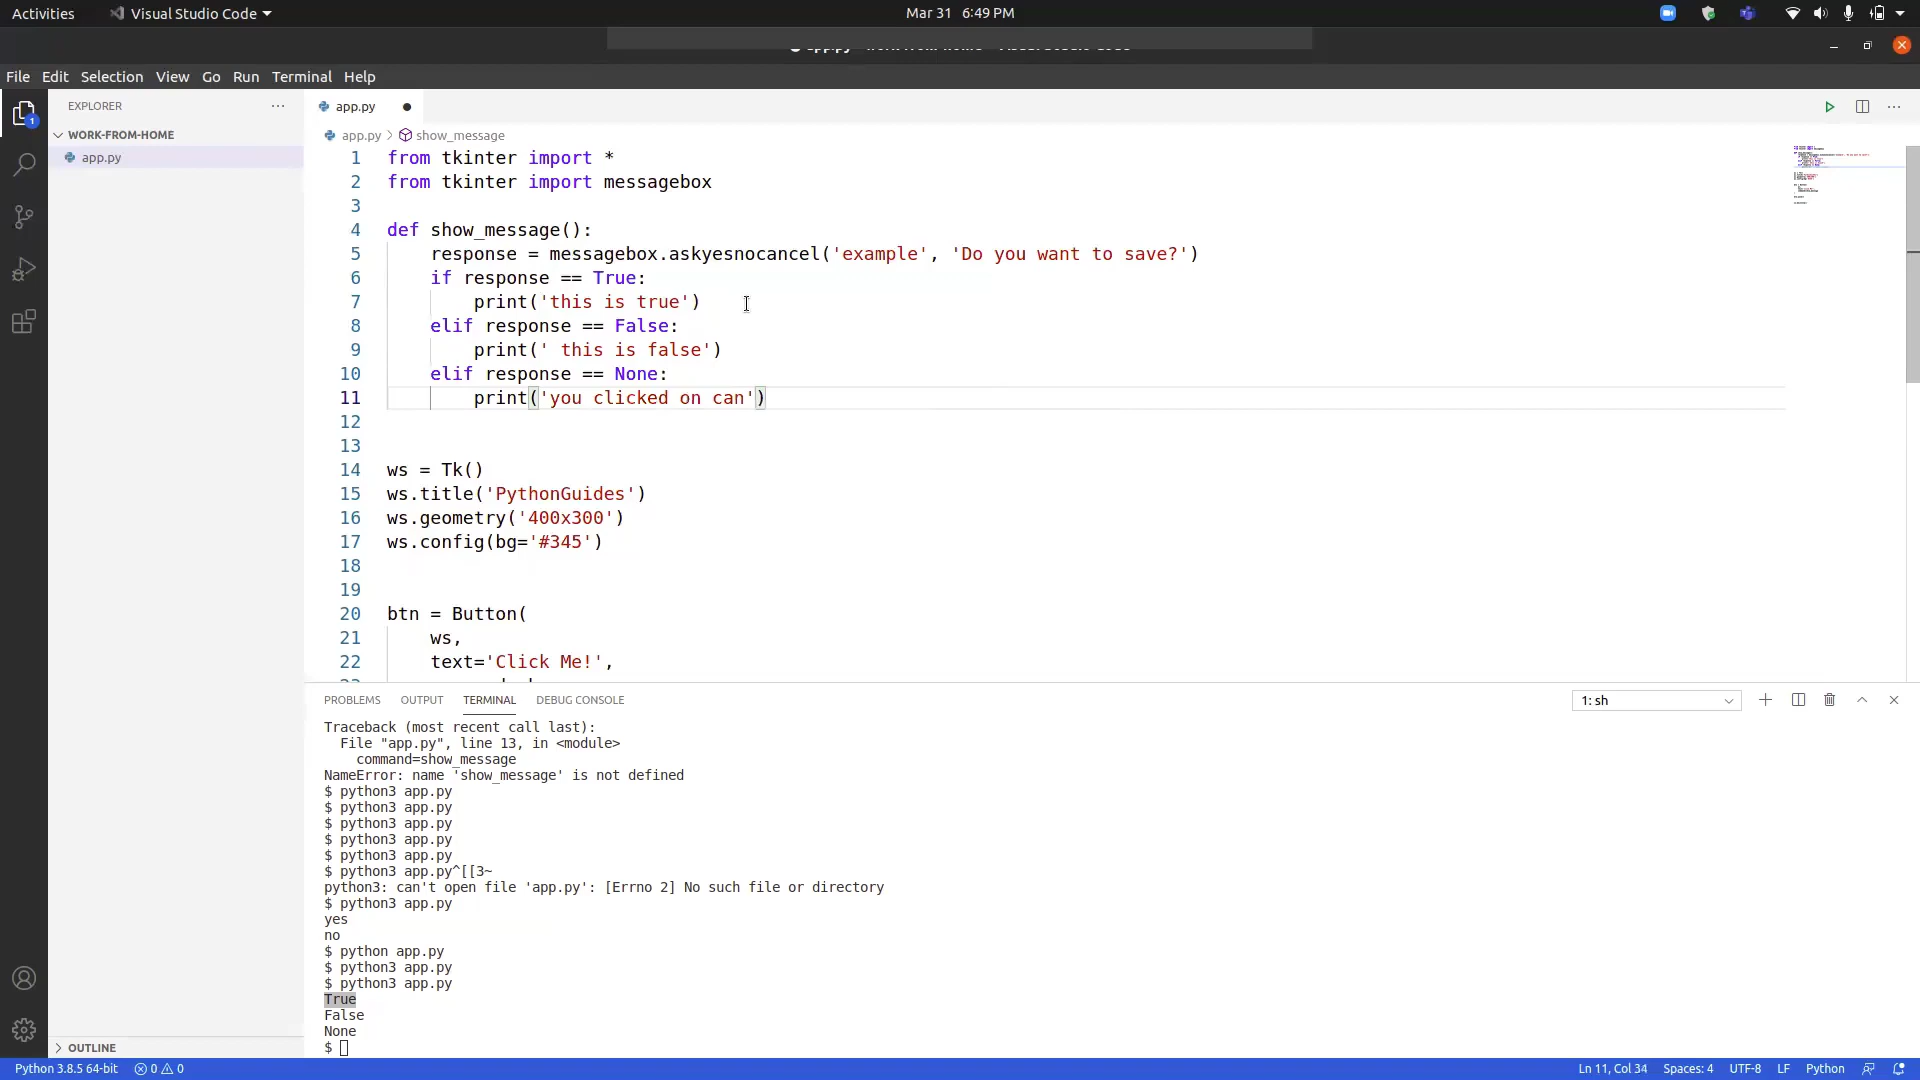 Activities Visual Studio Code Mar 31 6:49 PM
File Edit Selection View Go Run Terminal Help
EXPLORER
WORK-FROM-HOME
app.py
OUTLINE
1
app.py
app.py > show_message
1 from tkinter import *
2 from tkinter import messagebox
3
4 def show_message():
5 response = messagebox.askyesnocancel('example', 'Do you want to save?')
6 if response == True:
7 print('this is true')
8 elif response == False:
9 print(' this is false')
10 elif response == None:
11 print('you clicked on can')
12
13
14 ws = Tk()
15 ws.title('PythonGuides')
16 ws.geometry('400x300')
17 ws.config(bg='#345')
18
19
20 btn = Button(
21 ws,
22 text='Click Me!',
PROBLEMS OUTPUT TERMINAL DEBUG CONSOLE 1: sh
Traceback (most recent call last):
File "app.py", line 13, in <module>
command=show_message
NameError: name 'show_message' is not defined
$ python3 app.py
$ python3 app.py
$ python3 app.py
$ python3 app.py
$ python3 app.py
$ python3 app.py^[[3~
python3: can't open file 'app.py': [Errno 2] No such file or directory
$ python3 app.py
yes
no
$ python app.py
$ python3 app.py
$ python3 app.py
True
False
None
$
Python 3.8.5 64-bit 0 0 Ln 11, Col 34 Spaces: 4 UTF-8 LF Python